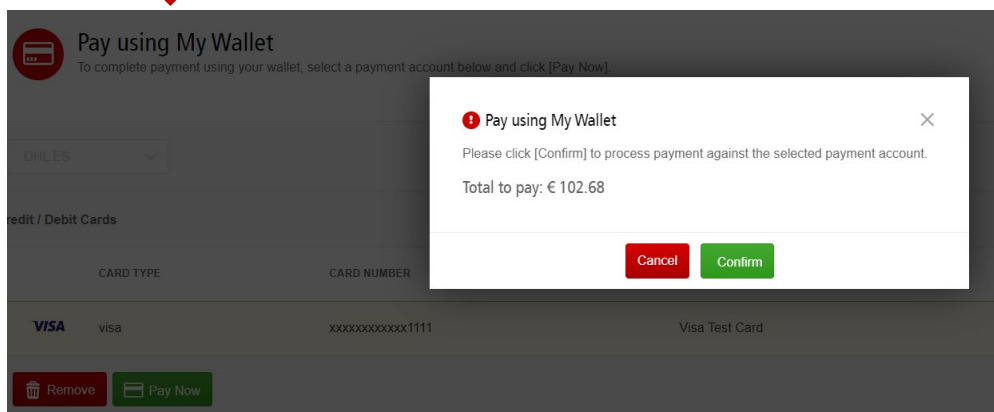 Pay using My Wallet
To complete payment using your wallet, select a payment account below and click [Pay Now].
DHL ES
redit / Debit Cards
CARD TYPE
CARD NUMBER
VISA
visa
xxxxxxxxxxxx1111
Visa Test Card
Remove
Pay Now
Pay using My Wallet
Please click [Confirm] to process payment against the selected payment account.
Total to pay: € 102.68
Cancel
Confirm